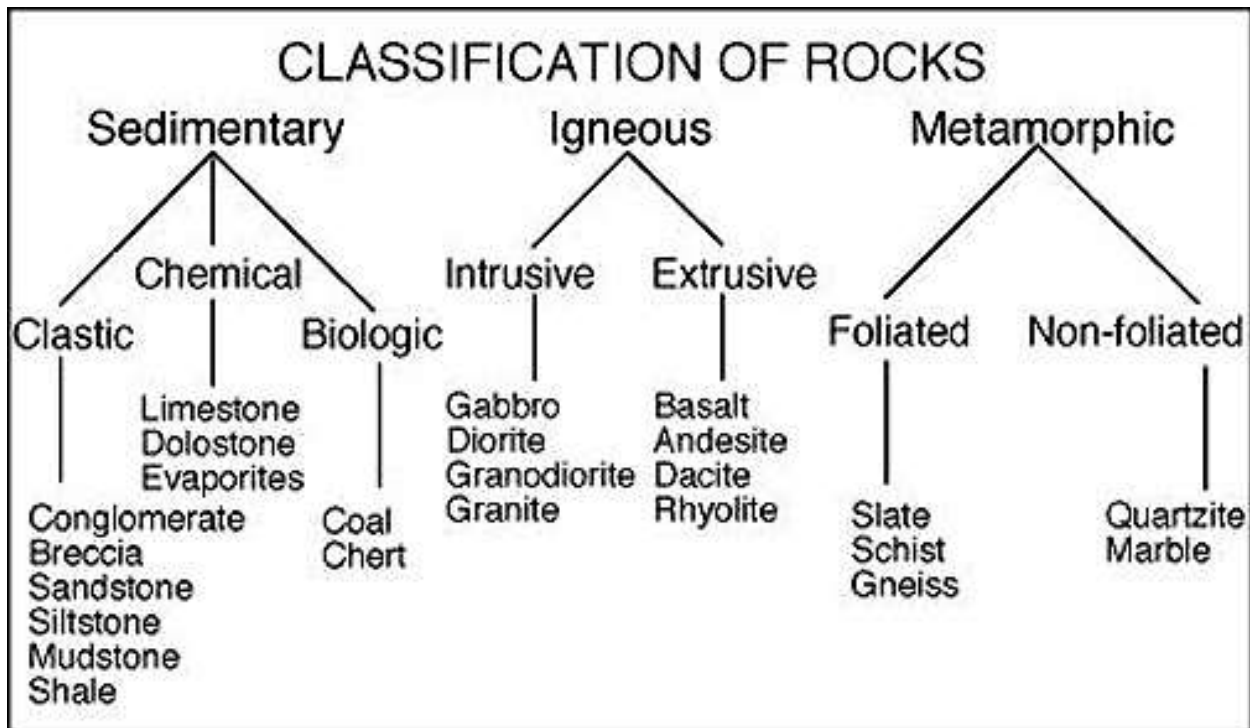 CLASSIFICATION OF ROCKS
Sedimentary
Igneous
Metamorphic
Chemical
Clastic
Biologic
Limestone
Dolostone
Evaporites
Conglomerate
Breccia
Sandstone
Siltstone
Mudstone
Shale
Coal
Chert
Intrusive
Extrusive
Gabbro
Diorite
Granodiorite
Granite
Basalt
Andesite
Dacite
Rhyolite
Foliated
Non-foliated
Slate
Schist
Gneiss
Quartzite
Marble